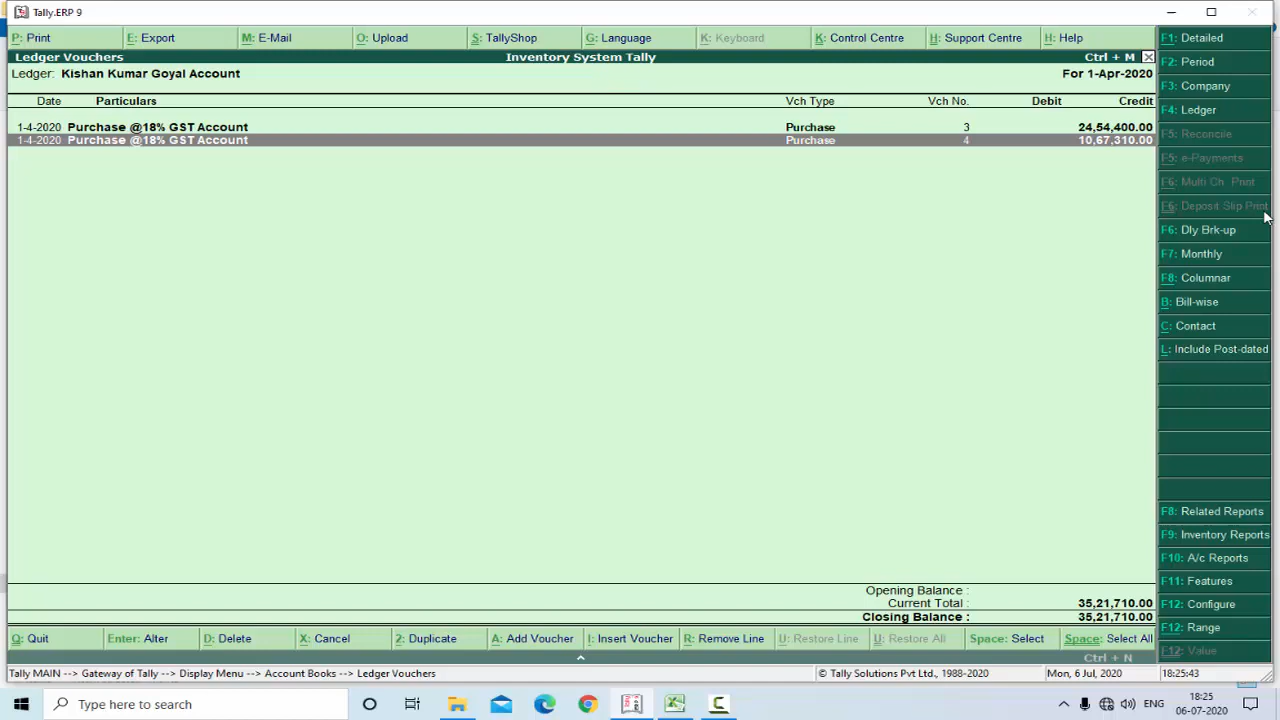 Tally.ERP 9
P: Print E: Export M: E-Mail O: Upload S: TallyShop G: Language K: Keyboard K: Control Centre H: Support Centre H: Help
Ledger Vouchers Inventory System Tally Ctrl + M
Ledger: Kishan Kumar Goyal Account For 1-Apr-2020
Date Particulars Vch Type Vch No. Debit Credit
1-4-2020 Purchase @18% GST Account Purchase 3 24,54,400.00
1-4-2020 Purchase @18% GST Account Purchase 4 10,67,310.00
Opening Balance :
Current Total : 35,21,710.00
Closing Balance : 35,21,710.00
F1: Detailed
F2: Period
F3: Company
F4: Ledger
F5: Reconcile
F5: e-Payments
F6: Multi Ch. Print
F6: Deposit Slip Print
F6: Dly Brk-up
F7: Monthly
F8: Columnar
B: Bill-wise
C: Contact
L: Include Post-dated
F8: Related Reports
F9: Inventory Reports
F10: A/c Reports
F11: Features
F12: Configure
F12: Range
F12: Value
Q: Quit Enter: Alter D: Delete X: Cancel 2: Duplicate A: Add Voucher I: Insert Voucher R: Remove Line U: Restore Line U: Restore All Space: Select Space: Select All
Ctrl + N
Tally MAIN --> Gateway of Tally --> Display Menu --> Account Books --> Ledger Vouchers © Tally Solutions Pvt Ltd., 1988-2020 Mon, 6 Jul, 2020 18:25:43
Type here to search ENG 18:25
06-07-2020